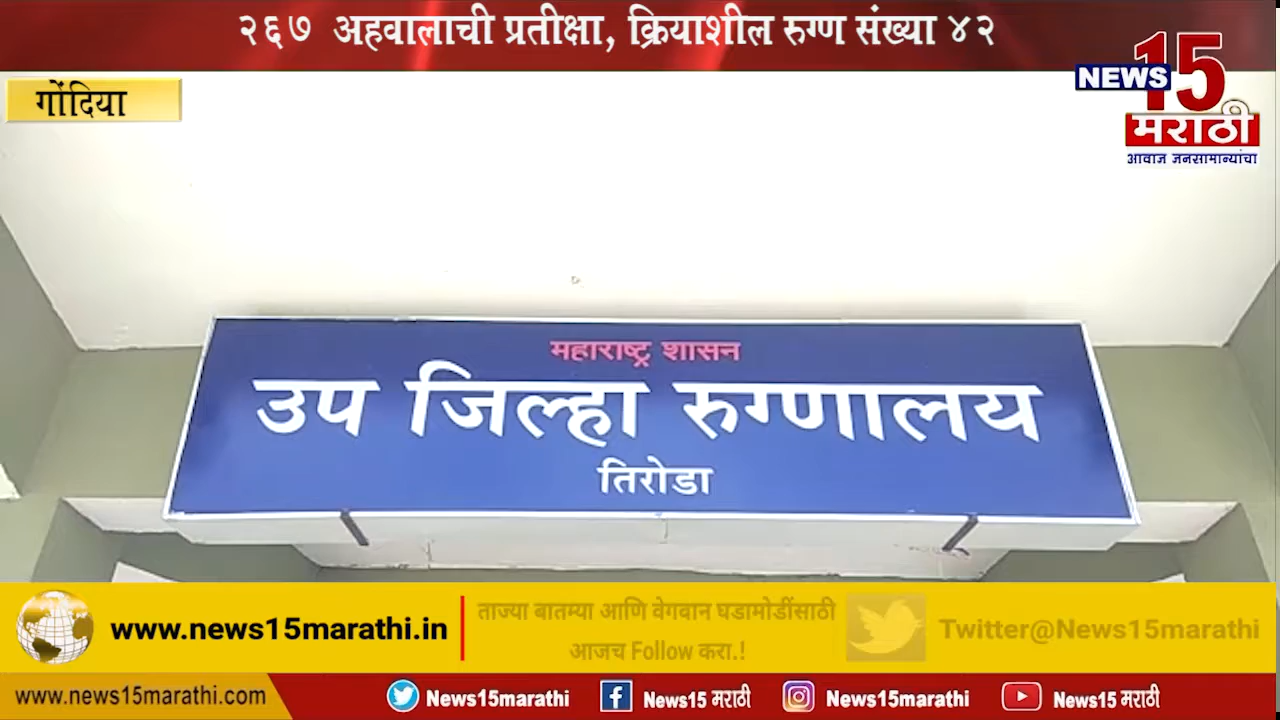 २६७ अहवालाची प्रतीक्षा, क्रियाशील रुग्ण संख्या ४२
NEWS 15
मराठी
आवाज जनसामान्यांचा
गोंदिया
महाराष्ट्र शासन
उप जिल्हा रुग्णालय
तिरोडा
www.news15marathi.in
ताज्या बातम्या आणि वेगवान घडामोडींसाठी
आजच Follow करा.!
Twitter@News15marathi
www.news15marathi.com
News15marathi
News15 मराठी
News15marathi
News15 मराठी